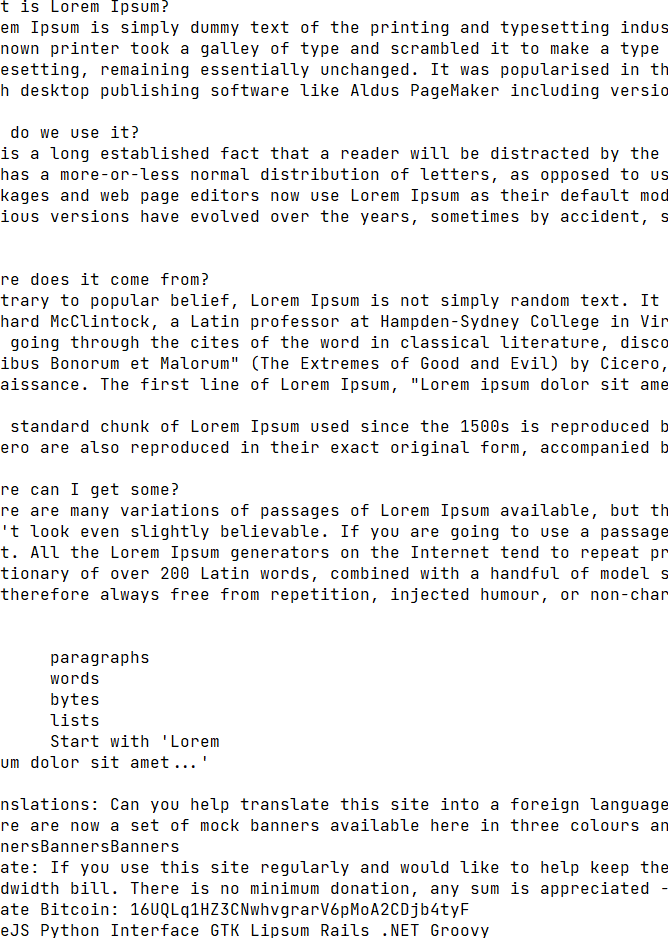 t is Lorem Ipsum?
em Ipsum is simply dummy text of the printing and typesetting indus
nown printer took a galley of type and scrambled it to make a type
esetting, remaining essentially unchanged. It was popularised in th
h desktop publishing software like Aldus PageMaker including versio
do we use it?
is a long established fact that a reader will be distracted by the
has a more-or-less normal distribution of letters, as opposed to us
kages and web page editors now use Lorem Ipsum as their default mod
ious versions have evolved over the years, sometimes by accident, s
re does it come from?
trary to popular belief, Lorem Ipsum is not simply random text. It
hard McClintock, a Latin professor at Hampden-Sydney College in Vir
going through the cites of the word in classical literature, disco
ibus Bonorum et Malorum" (The Extremes of Good and Evil) by Cicero,
aissance. The first line of Lorem Ipsum, "Lorem ipsum dolor sit ame
standard chunk of Lorem Ipsum used since the 1500s is reproduced b
ero are also reproduced in their exact original form, accompanied b
re can I get some?
re are many variations of passages of Lorem Ipsum available, but th
't look even slightly believable. If you are going to use a passage
t. All the Lorem Ipsum generators on the Internet tend to repeat pr
tionary of over 200 Latin words, combined with a handful of model s
therefore always free from repetition, injected humour, or non-char
paragraphs
words
bytes
lists
Start with 'Lorem
um dolor sit amet...'
nslations: Can you help translate this site into a foreign language
re are now a set of mock banners available here in three colours an
nersBannersBanners
ate: If you use this site regularly and would like to help keep the
dwidth bill. There is no minimum donation, any sum is appreciated -
ate Bitcoin: 16UQLq1HZ3CNwhvgrarV6pMoA2CDjb4tyF
eJS Python Interface GTK Lipsum Rails .NET Groovy